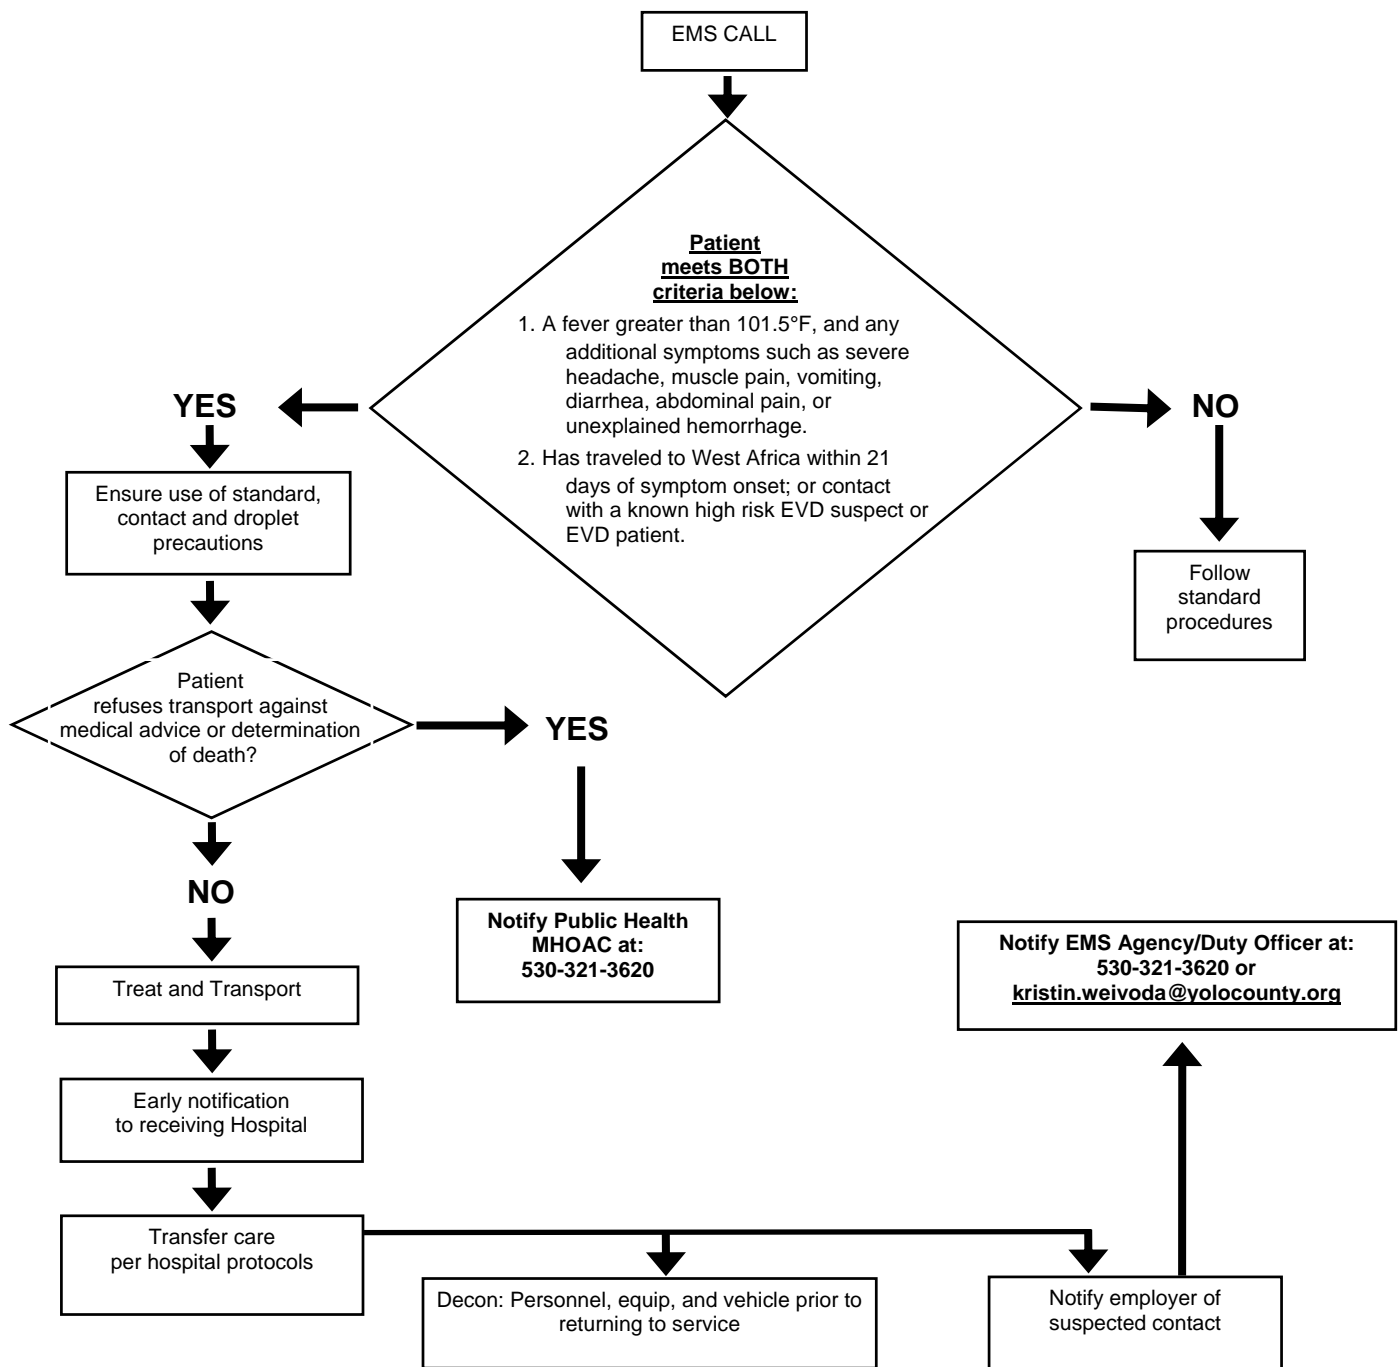 EMS CALL
Patient
meets BOTH
criteria below:
1. A fever greater than 101.5°F, and any
additional symptoms such as severe
headache, muscle pain, vomiting,
diarrhea, abdominal pain, or
unexplained hemorrhage.
2. Has traveled to West Africa within 21
days of symptom onset; or contact
with a known high risk EVD suspect or
EVD patient.
YES
NO
Ensure use of standard,
contact and droplet
precautions
Follow
standard
procedures
Patient
refuses transport against
medical advice or determination
of death?
YES
NO
Notify Public Health
MHOAC at:
530-321-3620
Notify EMS Agency/Duty Officer at:
530-321-3620 or
kristin.weivoda@yolocounty.org
Treat and Transport
Early notification
to receiving Hospital
Transfer care
per hospital protocols
Decon: Personnel, equip, and vehicle prior to
returning to service
Notify employer of
suspected contact